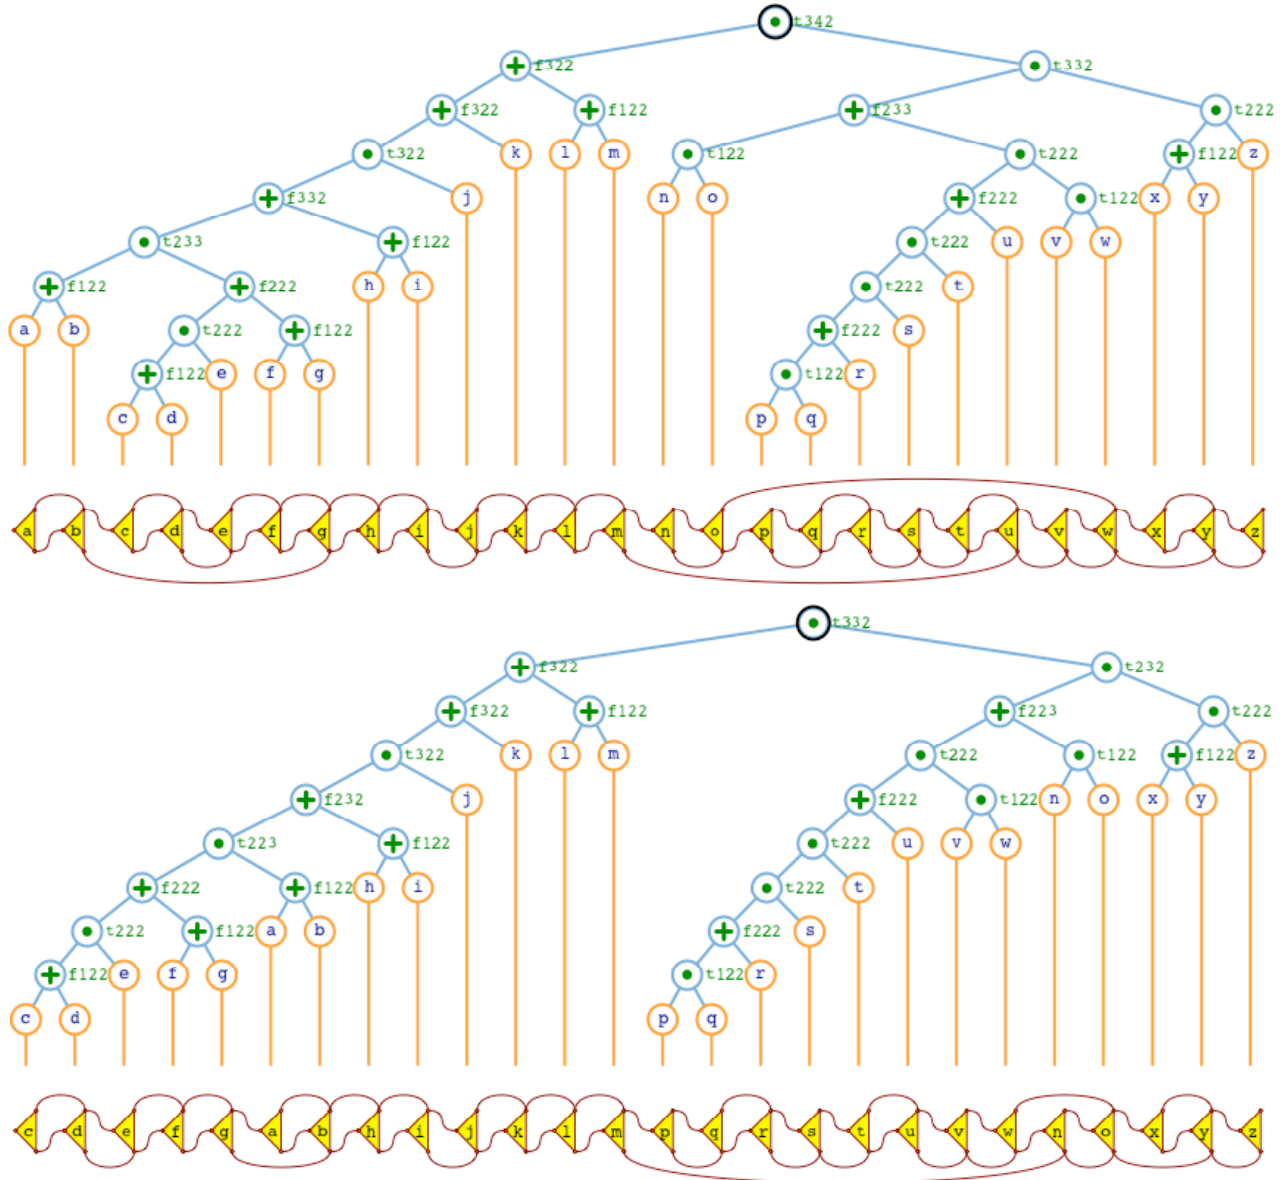 t342
f322 t332
f322 f122 f233 t222
t322 k l m t122 t222 f122 z
f332 j n o f222 t122 x y
t233 f122 t222 u v w
f122 f222 h i t222 t
a b t222 f122 f222 s
f122 e f g t122 r
c d p q
a b c d e f g h i j k l m n o p q r s t u v w x y z
t332
f322 t232
f322 f122 f223 t222
t322 k l m t222 t122 f122 z
f232 j f222 t122 n o x y
t223 f122 t222 u v w
f222 f122 h i t222 t
t222 f122 a b f222 s
f122 e f g t122 r
c d p q
c d e f g a b h i j k l m p q r s t u v w n o x y z